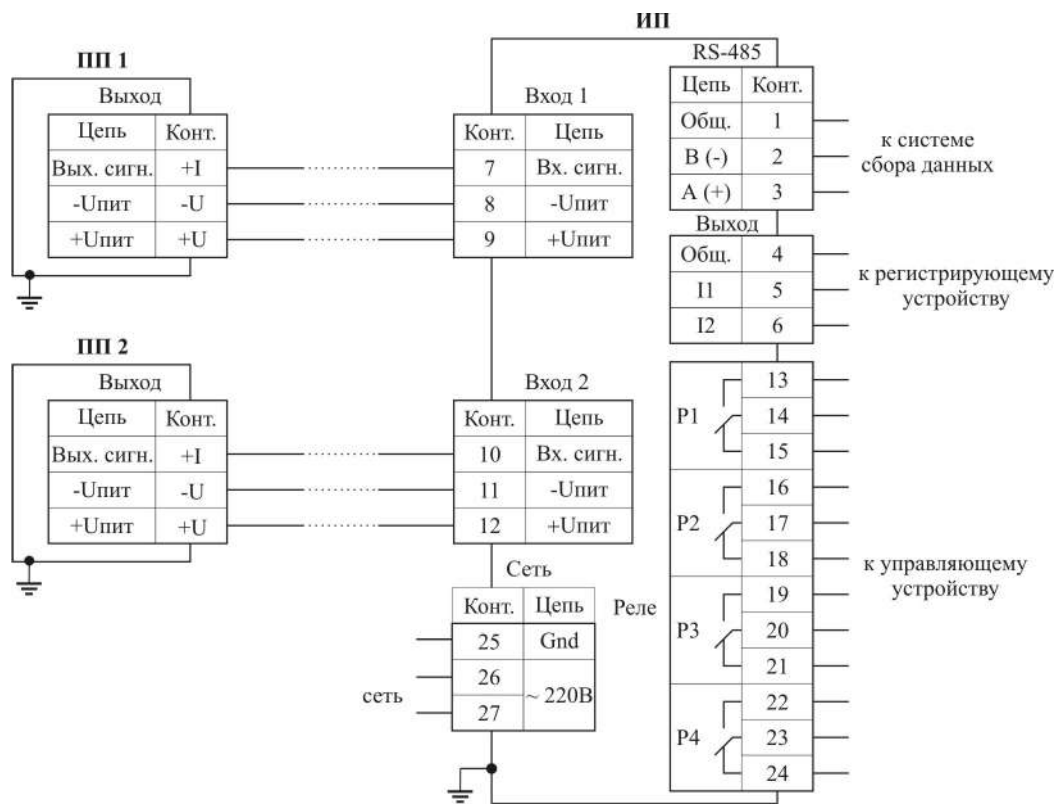 ИП
ПП 1
RS-485
Выход
Вход 1
Цепь Конт.
Общ. 1
B (-) 2
A (+) 3
к системе
сбора данных
Цепь Конт.
Вых. сигн. +I
-Uпит -U
+Uпит +U
Конт. Цепь
7 Вх. сигн.
8 -Uпит
9 +Uпит
Выход
Общ. 4
I1 5
I2 6
к регистрирующему
устройству
ПП 2
Выход
Вход 2
Цепь Конт.
Вых. сигн. +I
-Uпит -U
+Uпит +U
Конт. Цепь
10 Вх. сигн.
11 -Uпит
12 +Uпит
Сеть
Конт. Цепь
25 Gnd
26
27
~ 220В
сеть
Реле
P1
13
14
15
P2
16
17
18
P3
19
20
21
P4
22
23
24
к управляющему
устройству